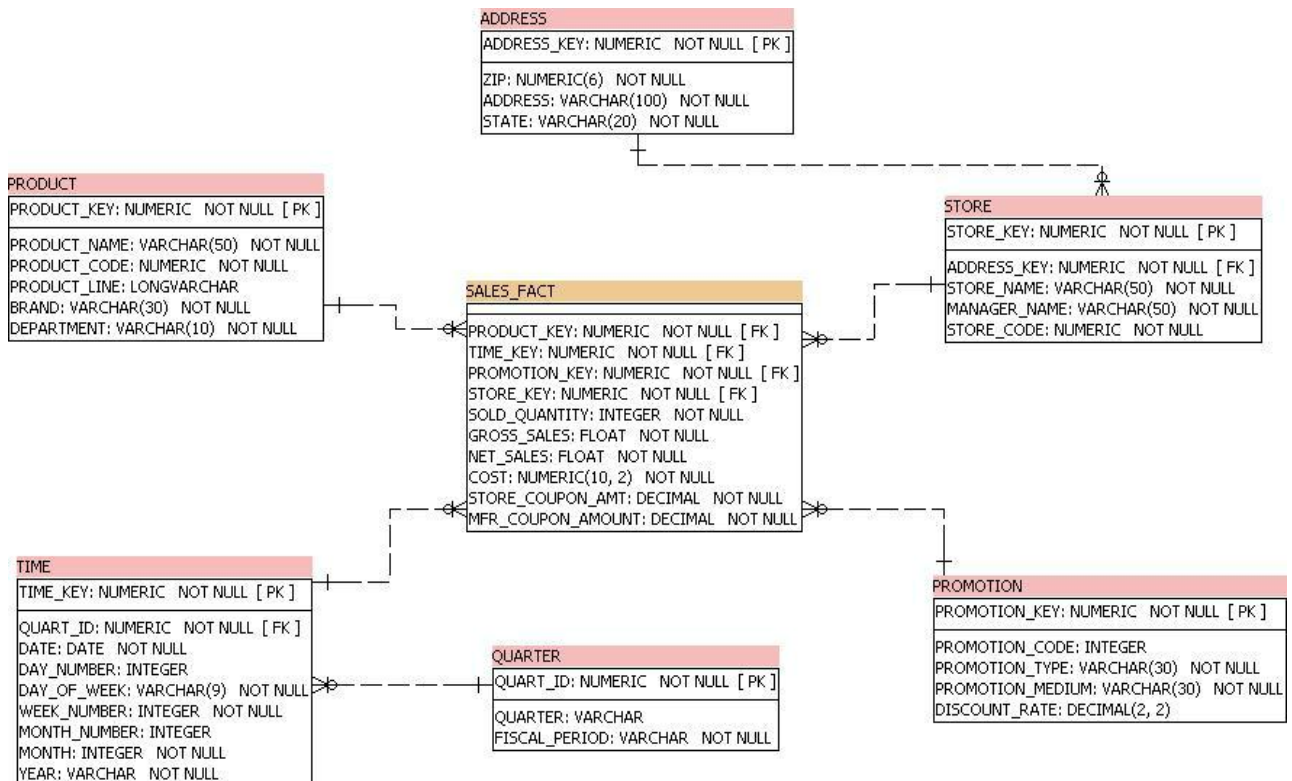 ADDRESS
ADDRESS_KEY: NUMERIC NOT NULL [ PK ]
ZIP: NUMERIC(6) NOT NULL
ADDRESS: VARCHAR(100) NOT NULL
STATE: VARCHAR(20) NOT NULL
PRODUCT
PRODUCT_KEY: NUMERIC NOT NULL [ PK ]
PRODUCT_NAME: VARCHAR(50) NOT NULL
PRODUCT_CODE: NUMERIC NOT NULL
PRODUCT_LINE: LONGVARCHAR
BRAND: VARCHAR(30) NOT NULL
DEPARTMENT: VARCHAR(10) NOT NULL
STORE
STORE_KEY: NUMERIC NOT NULL [ PK ]
ADDRESS_KEY: NUMERIC NOT NULL [ FK ]
STORE_NAME: VARCHAR(50) NOT NULL
MANAGER_NAME: VARCHAR(50) NOT NULL
STORE_CODE: NUMERIC NOT NULL
SALES_FACT
PRODUCT_KEY: NUMERIC NOT NULL [ FK ]
TIME_KEY: NUMERIC NOT NULL [ FK ]
PROMOTION_KEY: NUMERIC NOT NULL [ FK ]
STORE_KEY: NUMERIC NOT NULL [ FK ]
SOLD_QUANTITY: INTEGER NOT NULL
GROSS_SALES: FLOAT NOT NULL
NET_SALES: FLOAT NOT NULL
COST: NUMERIC(10, 2) NOT NULL
STORE_COUPON_AMT: DECIMAL NOT NULL
MFR_COUPON_AMOUNT: DECIMAL NOT NULL
TIME
TIME_KEY: NUMERIC NOT NULL [ PK ]
QUART_ID: NUMERIC NOT NULL [ FK ]
DATE: DATE NOT NULL
DAY_NUMBER: INTEGER
DAY_OF_WEEK: VARCHAR(9) NOT NULL
WEEK_NUMBER: INTEGER NOT NULL
MONTH_NUMBER: INTEGER
MONTH: INTEGER NOT NULL
YEAR: VARCHAR NOT NULL
QUARTER
QUART_ID: NUMERIC NOT NULL [ PK ]
QUARTER: VARCHAR
FISCAL_PERIOD: VARCHAR NOT NULL
PROMOTION
PROMOTION_KEY: NUMERIC NOT NULL [ PK ]
PROMOTION_CODE: INTEGER
PROMOTION_TYPE: VARCHAR(30) NOT NULL
PROMOTION_MEDIUM: VARCHAR(30) NOT NULL
DISCOUNT_RATE: DECIMAL(2, 2)